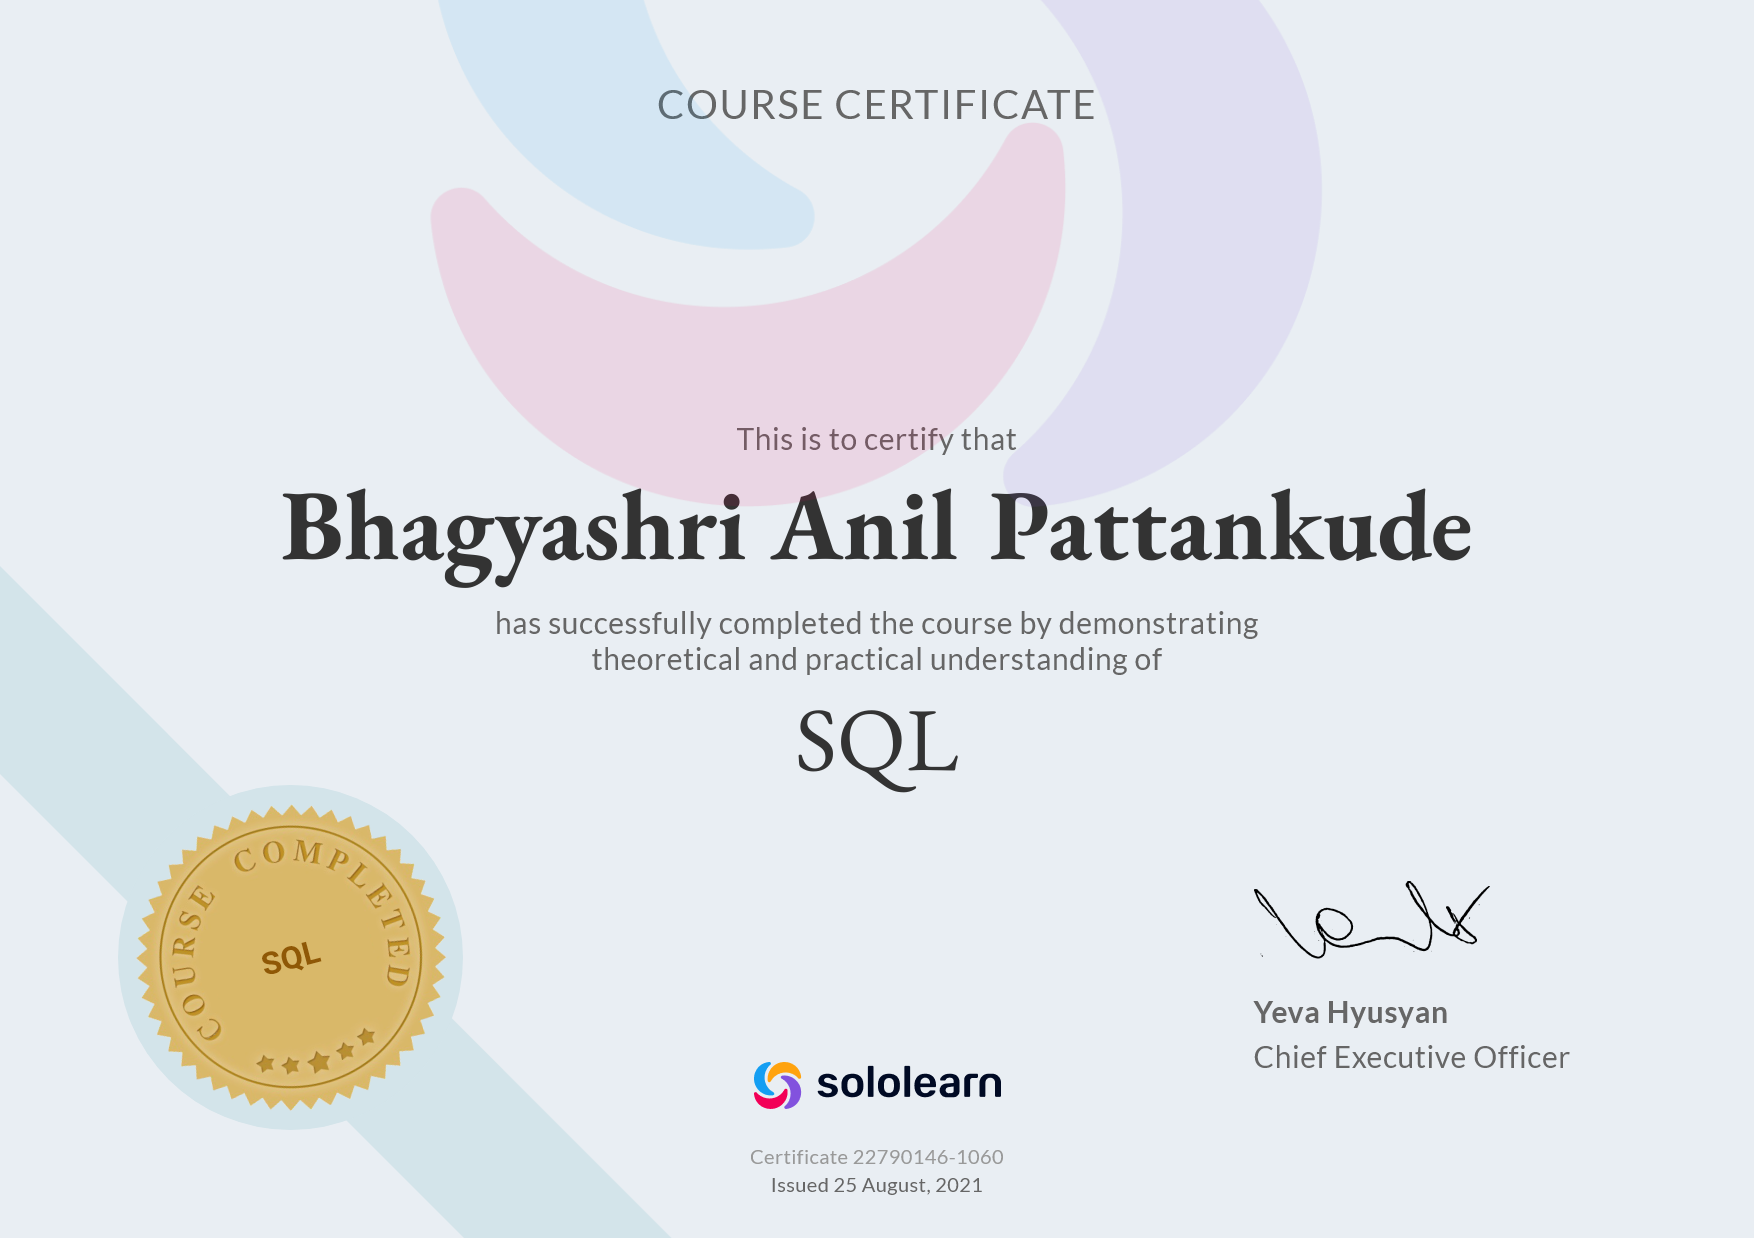 COURSE CERTIFICATE
This is to certify that
Bhagyashri Anil Pattankude
has successfully completed the course by demonstrating
theoretical and practical understanding of
SQL
COURSE COMPLETED
SQL
Yeva Hyusyan
Chief Executive Officer
sololearn
Certificate 22790146-1060
Issued 25 August, 2021